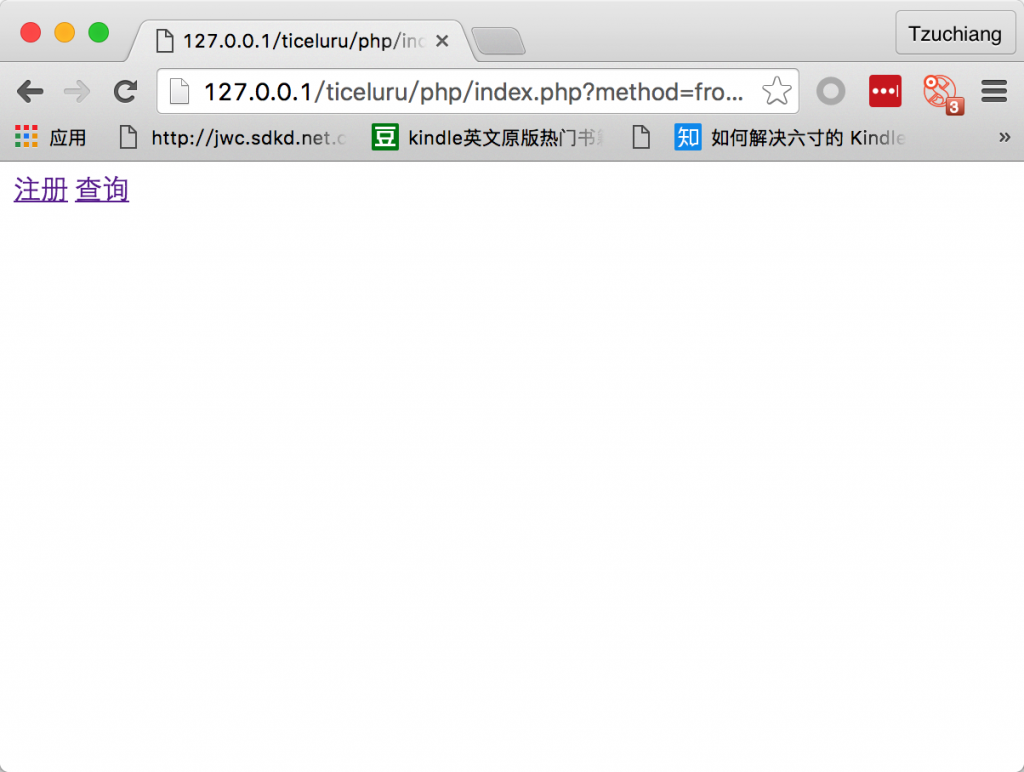 127.0.0.1/ticeluru/php/inc
Tzuchiang
127.0.0.1/ticeluru/php/index.php?method=fro...
3
应用 http://jwc.sdkd.net.c 豆 kindle英文原版热门书 知 如何解决六寸的 Kindle »
注册 查询